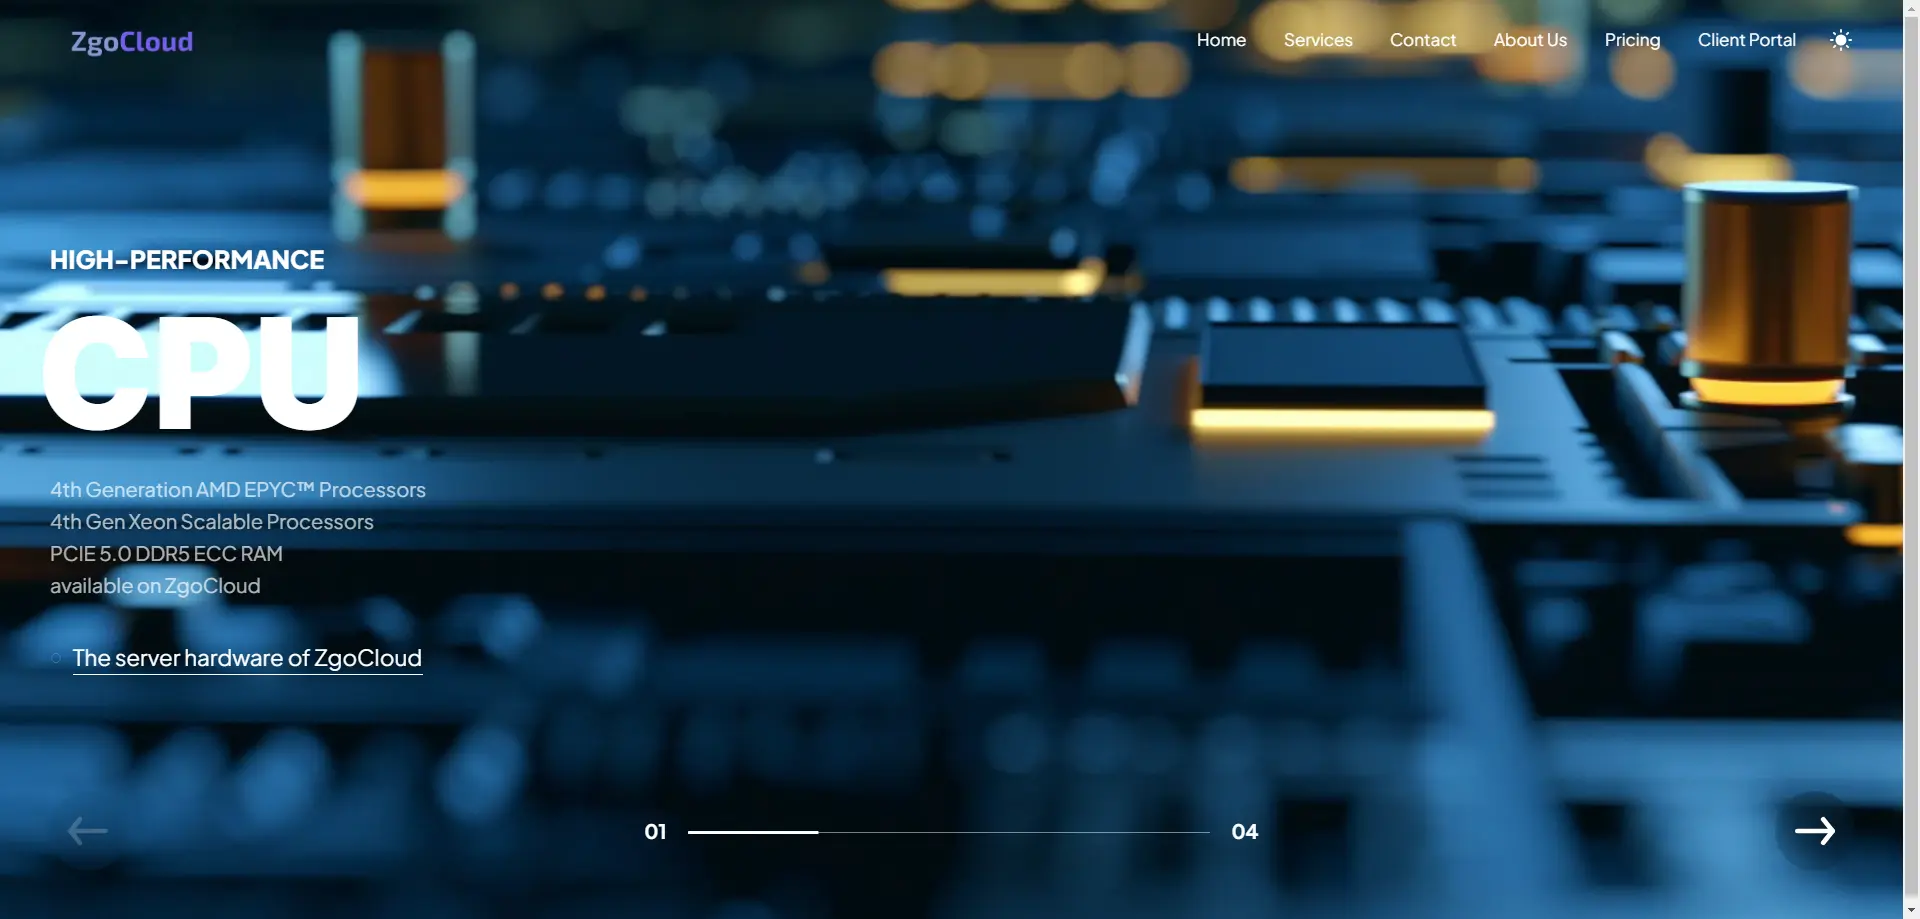 ZgoCloud
Home Services Contact About Us Pricing Client Portal
HIGH-PERFORMANCE
CPU
4th Generation AMD EPYC™ Processors
4th Gen Xeon Scalable Processors
PCIE 5.0 DDR5 ECC RAM
available on ZgoCloud
The server hardware of ZgoCloud
01 04